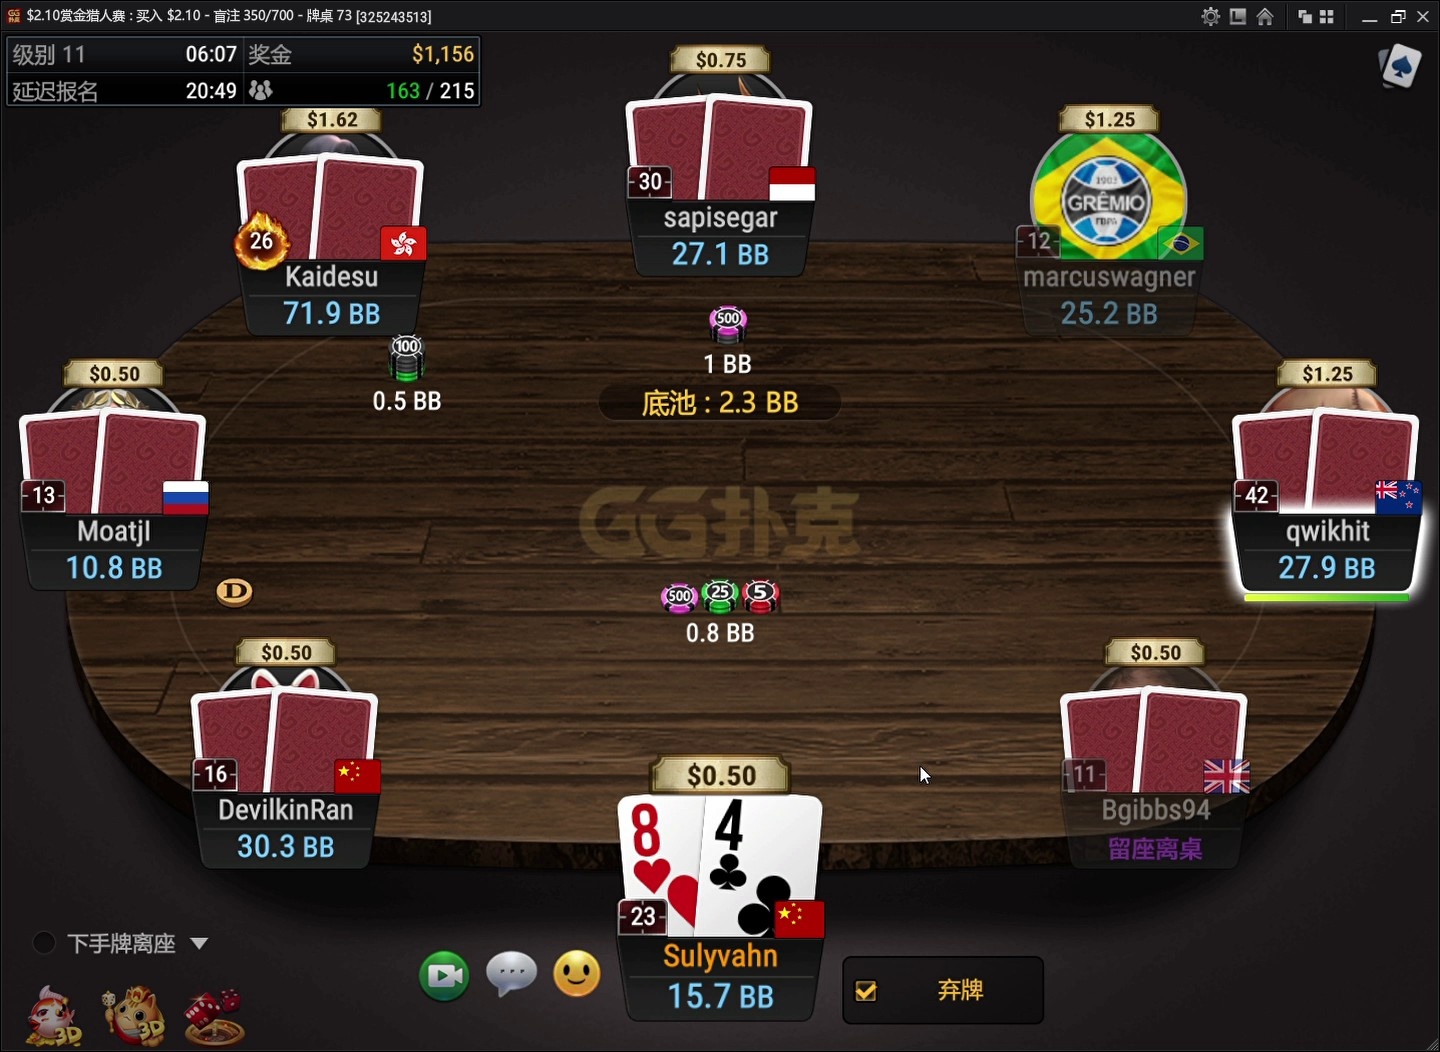 $2.10赏金猎人赛 : 买入 $2.10 - 盲注 350/700 - 牌桌 73 [325243513]
级别 11 06:07 奖金 $1,156
延迟报名 20:49 163 / 215
$0.75
30
sapisegar
27.1 BB
$1.62
26
Kaidesu
71.9 BB
$1.25
1903
GRÊMIO
FBPA
12
marcuswagner
25.2 BB
500
1 BB
100
0.5 BB
底池 : 2.3 BB
$0.50
13
Moatjl
10.8 BB
$1.25
42
qwikhit
27.9 BB
GG扑克
D
500 25 5
0.8 BB
$0.50
16
DevilkinRan
30.3 BB
$0.50
11
Bgibbs94
留座离桌
$0.50
8 4
23
Sulyvahn
15.7 BB
下手牌离座
弃牌
3D 3D